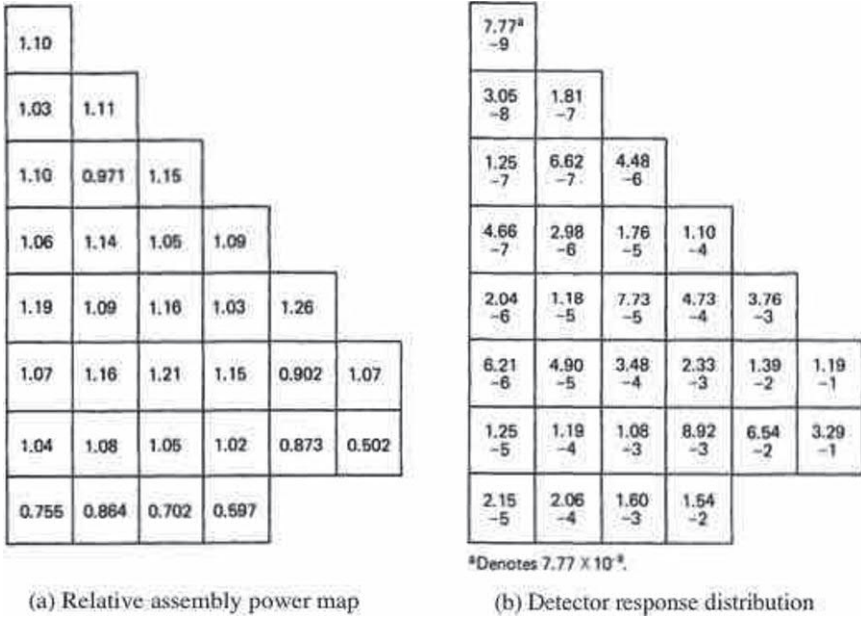 1.10
1.03 1.11
1.10 0.971 1.15
1.06 1.14 1.05 1.09
1.19 1.09 1.16 1.03 1.26
1.07 1.16 1.21 1.15 0.902 1.07
1.04 1.08 1.05 1.02 0.873 0.502
0.755 0.864 0.702 0.597
(a) Relative assembly power map
7.77ª
-9
3.05 1.81
-8 -7
1.25 6.62 4.48
-7 -7 -6
4.66 2.98 1.76 1.10
-7 -6 -5 -4
2.04 1.18 7.73 4.73 3.76
-6 -5 -5 -4 -3
6.21 4.90 3.48 2.33 1.39 1.19
-6 -5 -4 -3 -2 -1
1.25 1.19 1.08 8.92 6.54 3.29
-5 -4 -3 -3 -2 -1
2.15 2.06 1.60 1.54
-5 -4 -3 -2
ªDenotes 7.77 X 10⁻⁹.
(b) Detector response distribution